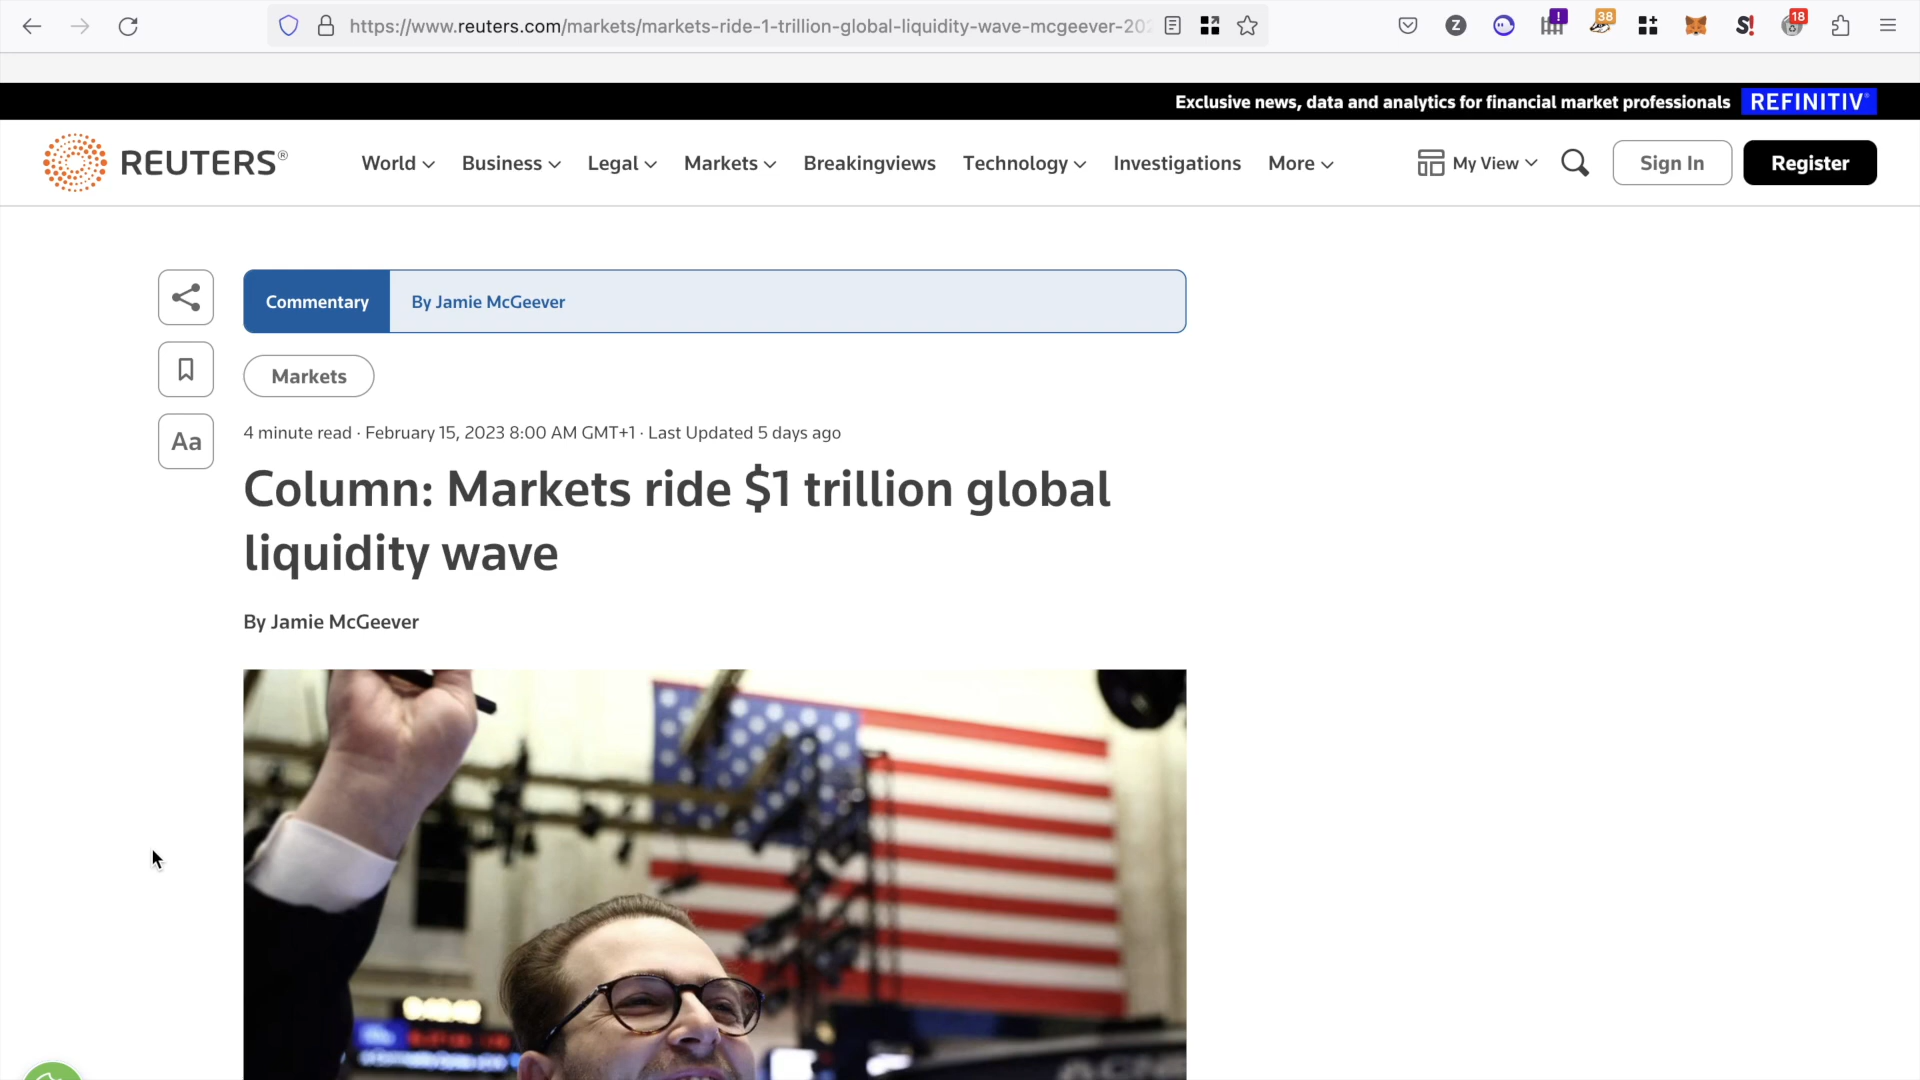 https://www.reuters.com/markets/markets-ride-1-trillion-global-liquidity-wave-mcgeever-202
Z
!
38
S!
18
Exclusive news, data and analytics for financial market professionals REFINITIV
REUTERS®
World Business Legal Markets Breakingviews Technology Investigations More
My View
Sign In
Register
Commentary By Jamie McGeever
Markets
Aa
4 minute read · February 15, 2023 8:00 AM GMT+1 · Last Updated 5 days ago
Column: Markets ride $1 trillion global
liquidity wave
By Jamie McGeever